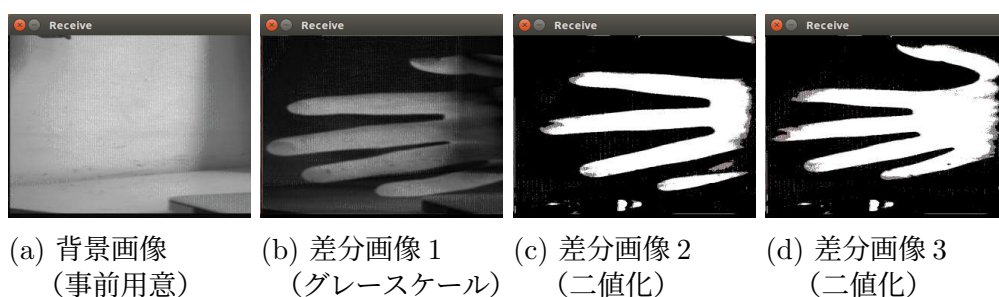 Receive
Receive
Receive
Receive
(a) 背景画像
（事前用意）
(b) 差分画像 1
（グレースケール）
(c) 差分画像 2
（二値化）
(d) 差分画像 3
（二値化）